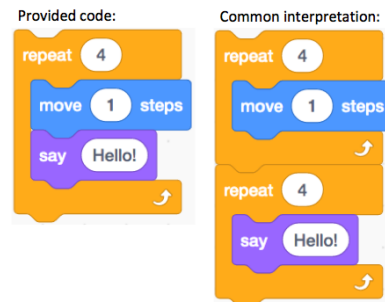 Provided code:
repeat 4
move 1 steps
say Hello!
Common interpretation:
repeat 4
move 1 steps
repeat 4
say Hello!